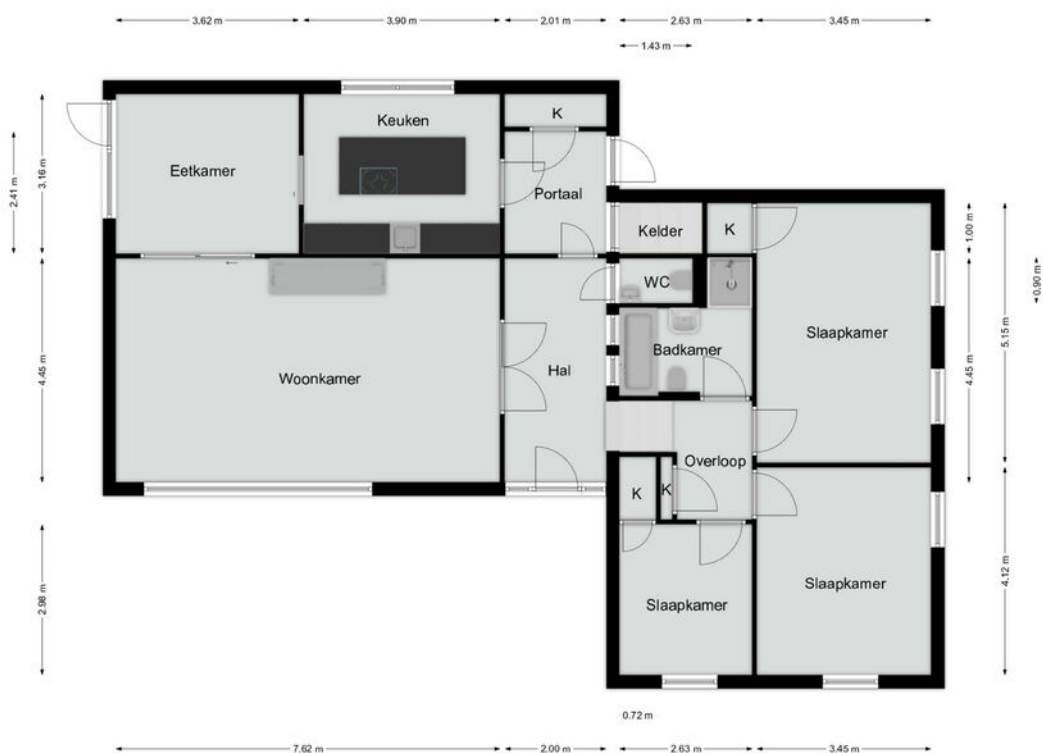 3.62 m
3.90 m
2.01 m
2.63 m
3.45 m
1.43 m
K
Keuken
Eetkamer
Portaal
2.41 m
3.16 m
Kelder
K
1.00 m
WC
0.90 m
Badkamer
Slaapkamer
5.15 m
4.45 m
4.45 m
Woonkamer
Hal
Overloop
K
K
2.98 m
Slaapkamer
Slaapkamer
4.12 m
0.72 m
7.62 m
2.00 m
2.63 m
3.45 m